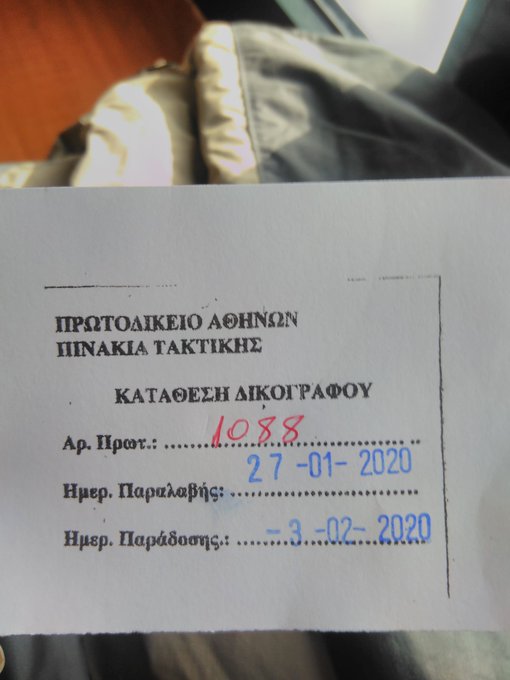 ΠΡΩΤΟΔΙΚΕΙΟ ΑΘΗΝΩΝ
ΠΙΝΑΚΙΑ ΤΑΚΤΙΚΗΣ
ΚΑΤΑΘΕΣΗ ΔΙΚΟΓΡΑΦΟΥ
Αρ. Πρωτ.: 1088
Ημερ. Παραλαβής: 27-01-2020
Ημερ. Παράδοσης.: -3-02-2020